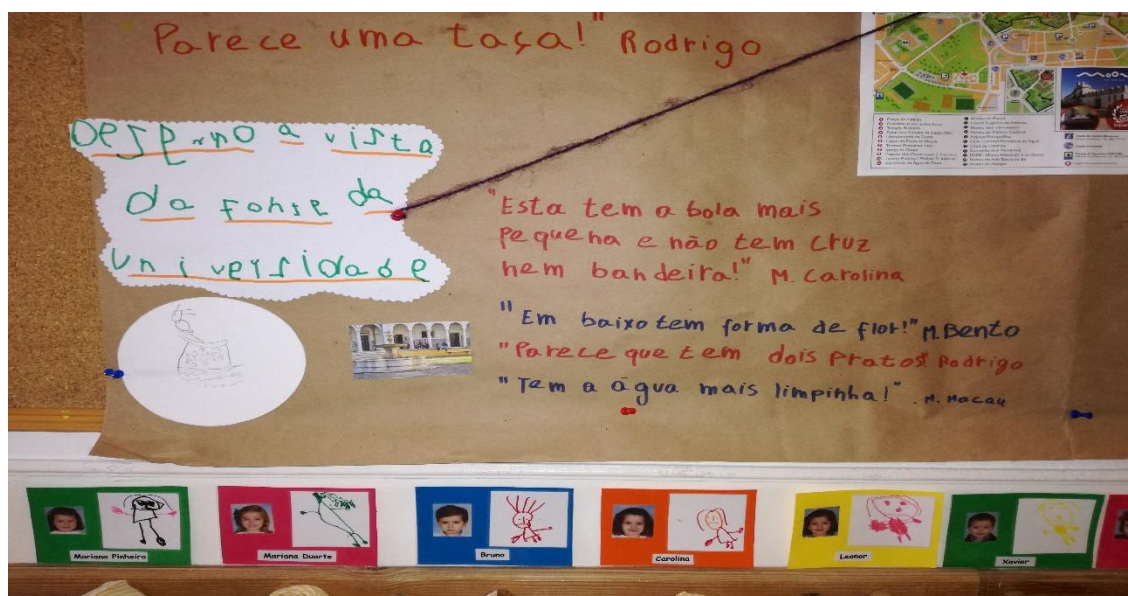 "Parece uma taça!" Rodrigo
Desenho a vista
da fonte da
universidade
"Esta tem a bola mais
pequena e não tem cruz
nem bandeira!" M. Carolina
"Em baixo tem forma de flor!" M. Bento
"Parece que tem dois pratos" Rodrigo
"Tem a água mais limpinha!". M. Macau
Mariana Pinheiro
Mariana Duarte
Bruno
Carolina
Leonor
Xavier